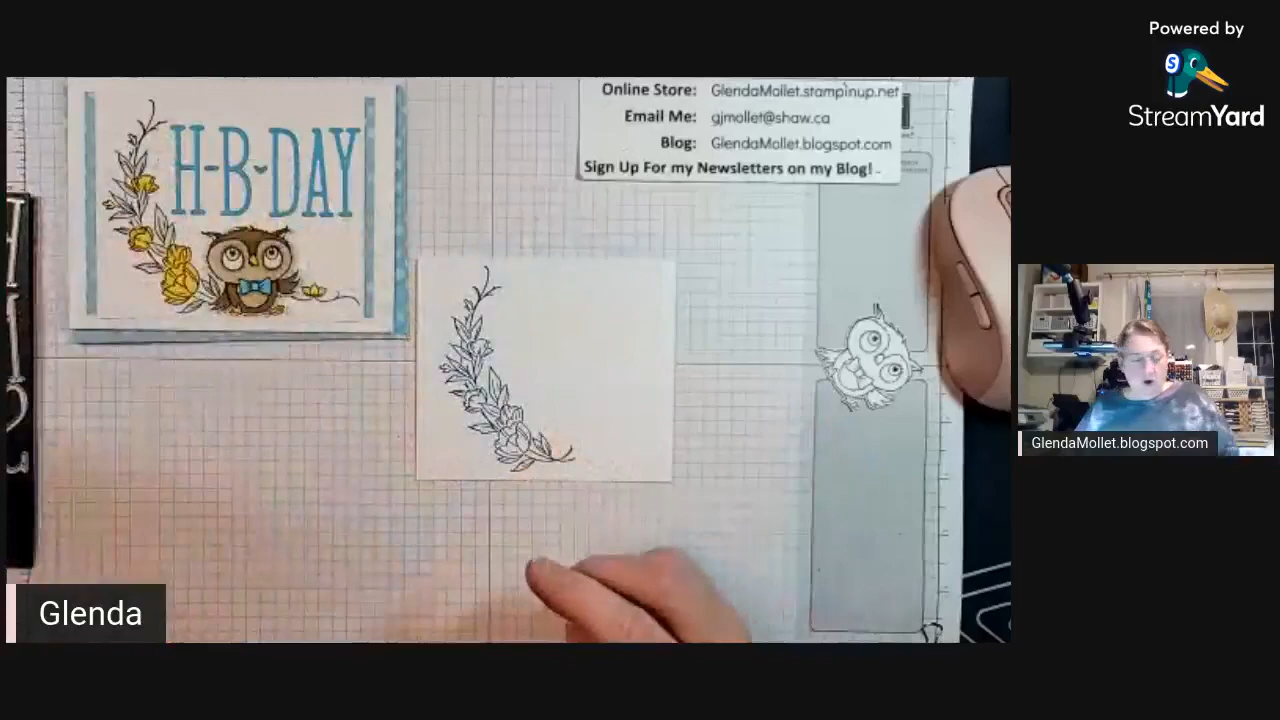 Powered by
StreamYard
Online Store: GlendaMollet.stampinup.net
Email Me: gjmollet@shaw.ca
Blog: GlendaMollet.blogspot.com
Sign Up For my Newsletters on my Blog!
H-B-DAY
GlendaMollet.blogspot.com
Glenda